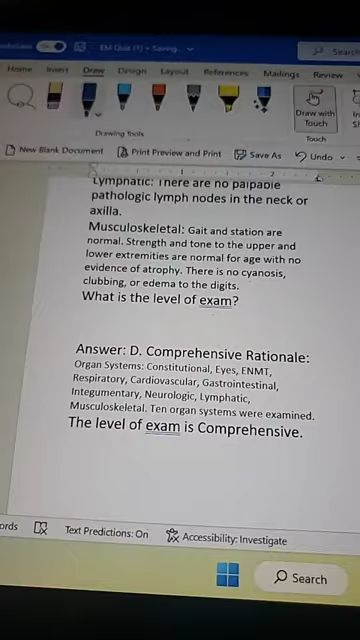 EM Quiz (1) • Saving...
Search
Home Insert Draw Design Layout References Mailings Review
Draw with Touch
Drawing Tools
Touch
New Blank Document Print Preview and Print Save As Undo
Lymphatic: There are no palpable
pathologic lymph nodes in the neck or
axilla.
Musculoskeletal: Gait and station are
normal. Strength and tone to the upper and
lower extremities are normal for age with no
evidence of atrophy. There is no cyanosis,
clubbing, or edema to the digits.
What is the level of exam?
Answer: D. Comprehensive Rationale:
Organ Systems: Constitutional, Eyes, ENMT,
Respiratory, Cardiovascular, Gastrointestinal,
Integumentary, Neurologic, Lymphatic,
Musculoskeletal. Ten organ systems were examined.
The level of exam is Comprehensive.
Text Predictions: On Accessibility: Investigate
Search